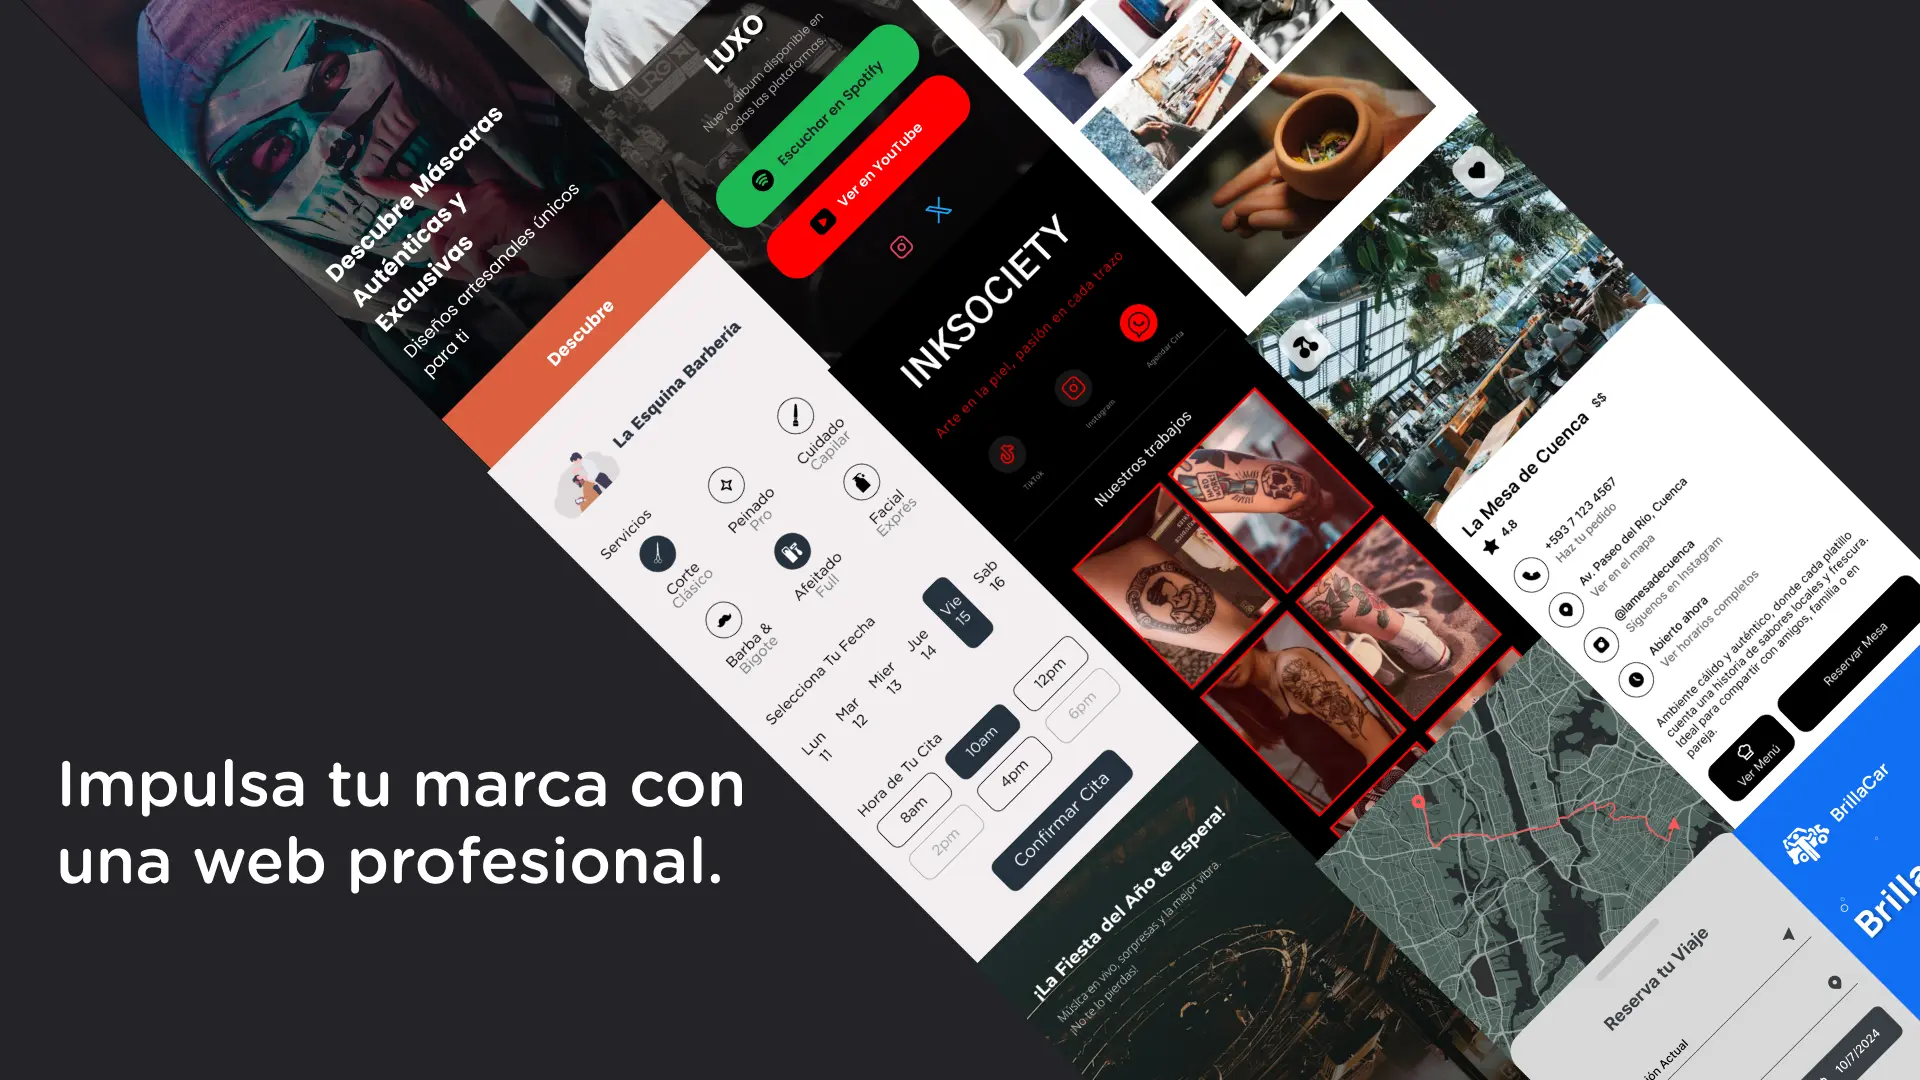 Impulsa tu marca con
una web profesional.
Descubre Máscaras
Auténticas y
Exclusivas
Diseños artesanales únicos
para ti
Descubre
La Esquina Barbería
Servicios
Corte
Clásico
Peinado
Pro
Cuidado
Capilar
Barba &
Bigote
Afeitado
Full
Facial
Exprés
Selecciona Tu Fecha
Lun
11
Mar
12
Mier
13
Jue
14
Vie
15
Sab
16
Hora de Tu Cita
8am
10am
12pm
2pm
4pm
6pm
Confirmar Cita
¡La Fiesta del Año te Espera!
Música en vivo, sorpresas y la mejor vibra.
¡No te lo pierdas!
LUXO
Nuevo álbum disponible en
todas las plataformas.
Escuchar en Spotify
Ver en YouTube
INKSOCIETY
Arte en la piel, pasión en cada trazo
TikTok
Instagram
Agendar Cita
Nuestros trabajos
Reserva tu Viaje
ón Actual
10/7/2024
La Mesa de Cuenca
$$
4.8
+593 7 123 4567
Haz tu pedido
Av. Paseo del Río, Cuenca
Ver en el mapa
@lamesadecuenca
Síguenos en Instagram
Abierto ahora
Ver horarios completos
Ambiente cálido y auténtico, donde cada platillo
cuenta una historia de sabores locales y frescura.
Ideal para compartir con amigos, familia o en
pareja.
Ver Menú
Reservar Mesa
BrillaCar
Brilla